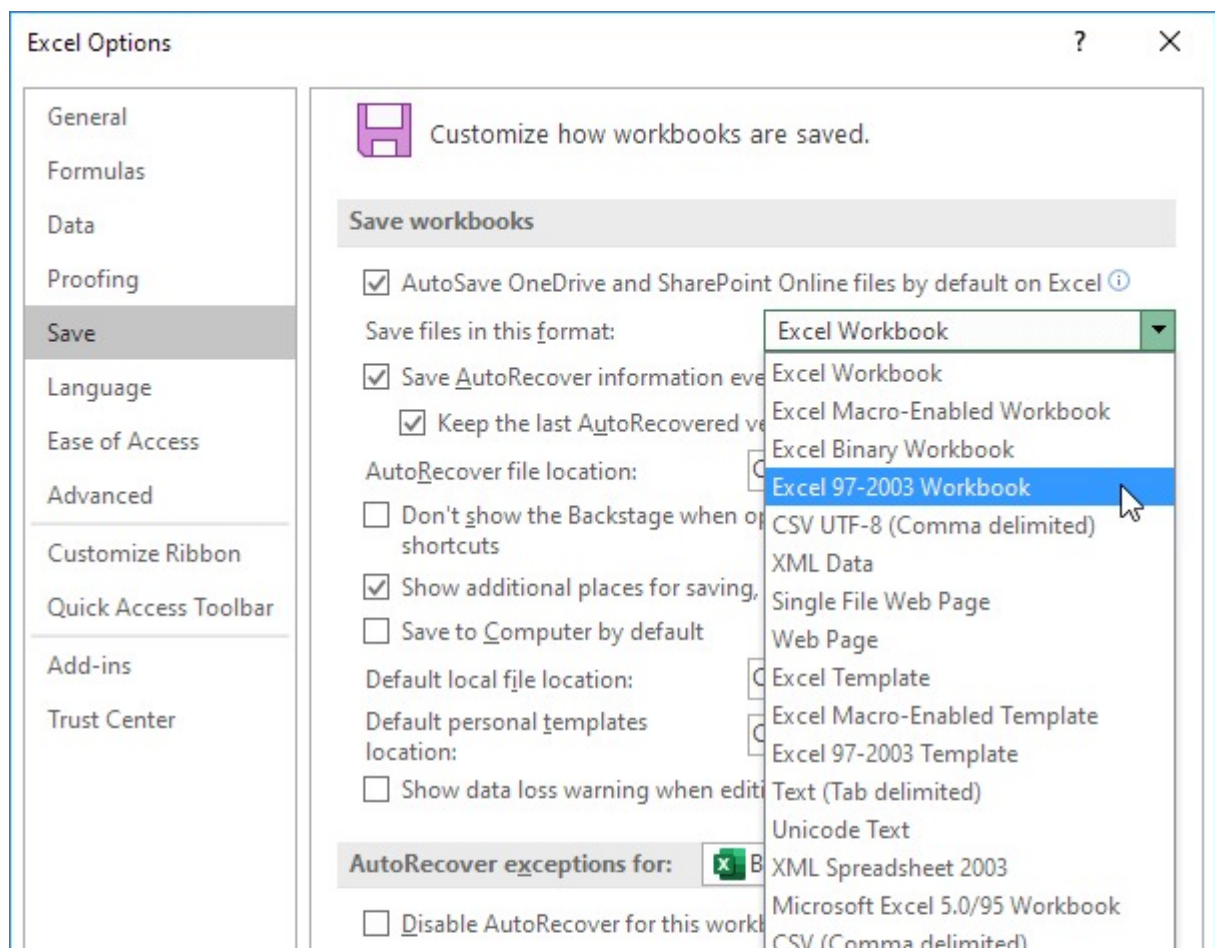 Excel Options
?
General
Formulas
Data
Proofing
Save
Language
Ease of Access
Advanced
Customize Ribbon
Quick Access Toolbar
Add-ins
Trust Center
Customize how workbooks are saved.
Save workbooks
AutoSave OneDrive and SharePoint Online files by default on Excel
Save files in this format: Excel Workbook
Save AutoRecover information
Keep the last AutoRecovered
AutoRecover file location:
Don't show the Backstage when
shortcuts
Show additional places for saving,
Save to Computer by default
Default local file location:
Default personal templates
location:
Show data loss warning when
AutoRecover exceptions for:
Disable AutoRecover for this
Excel Workbook
Excel Macro-Enabled Workbook
Excel Binary Workbook
Excel 97-2003 Workbook
CSV UTF-8 (Comma delimited)
XML Data
Single File Web Page
Web Page
Excel Template
Excel Macro-Enabled Template
Excel 97-2003 Template
Text (Tab delimited)
Unicode Text
XML Spreadsheet 2003
Microsoft Excel 5.0/95 Workbook
CSV (Comma delimited)